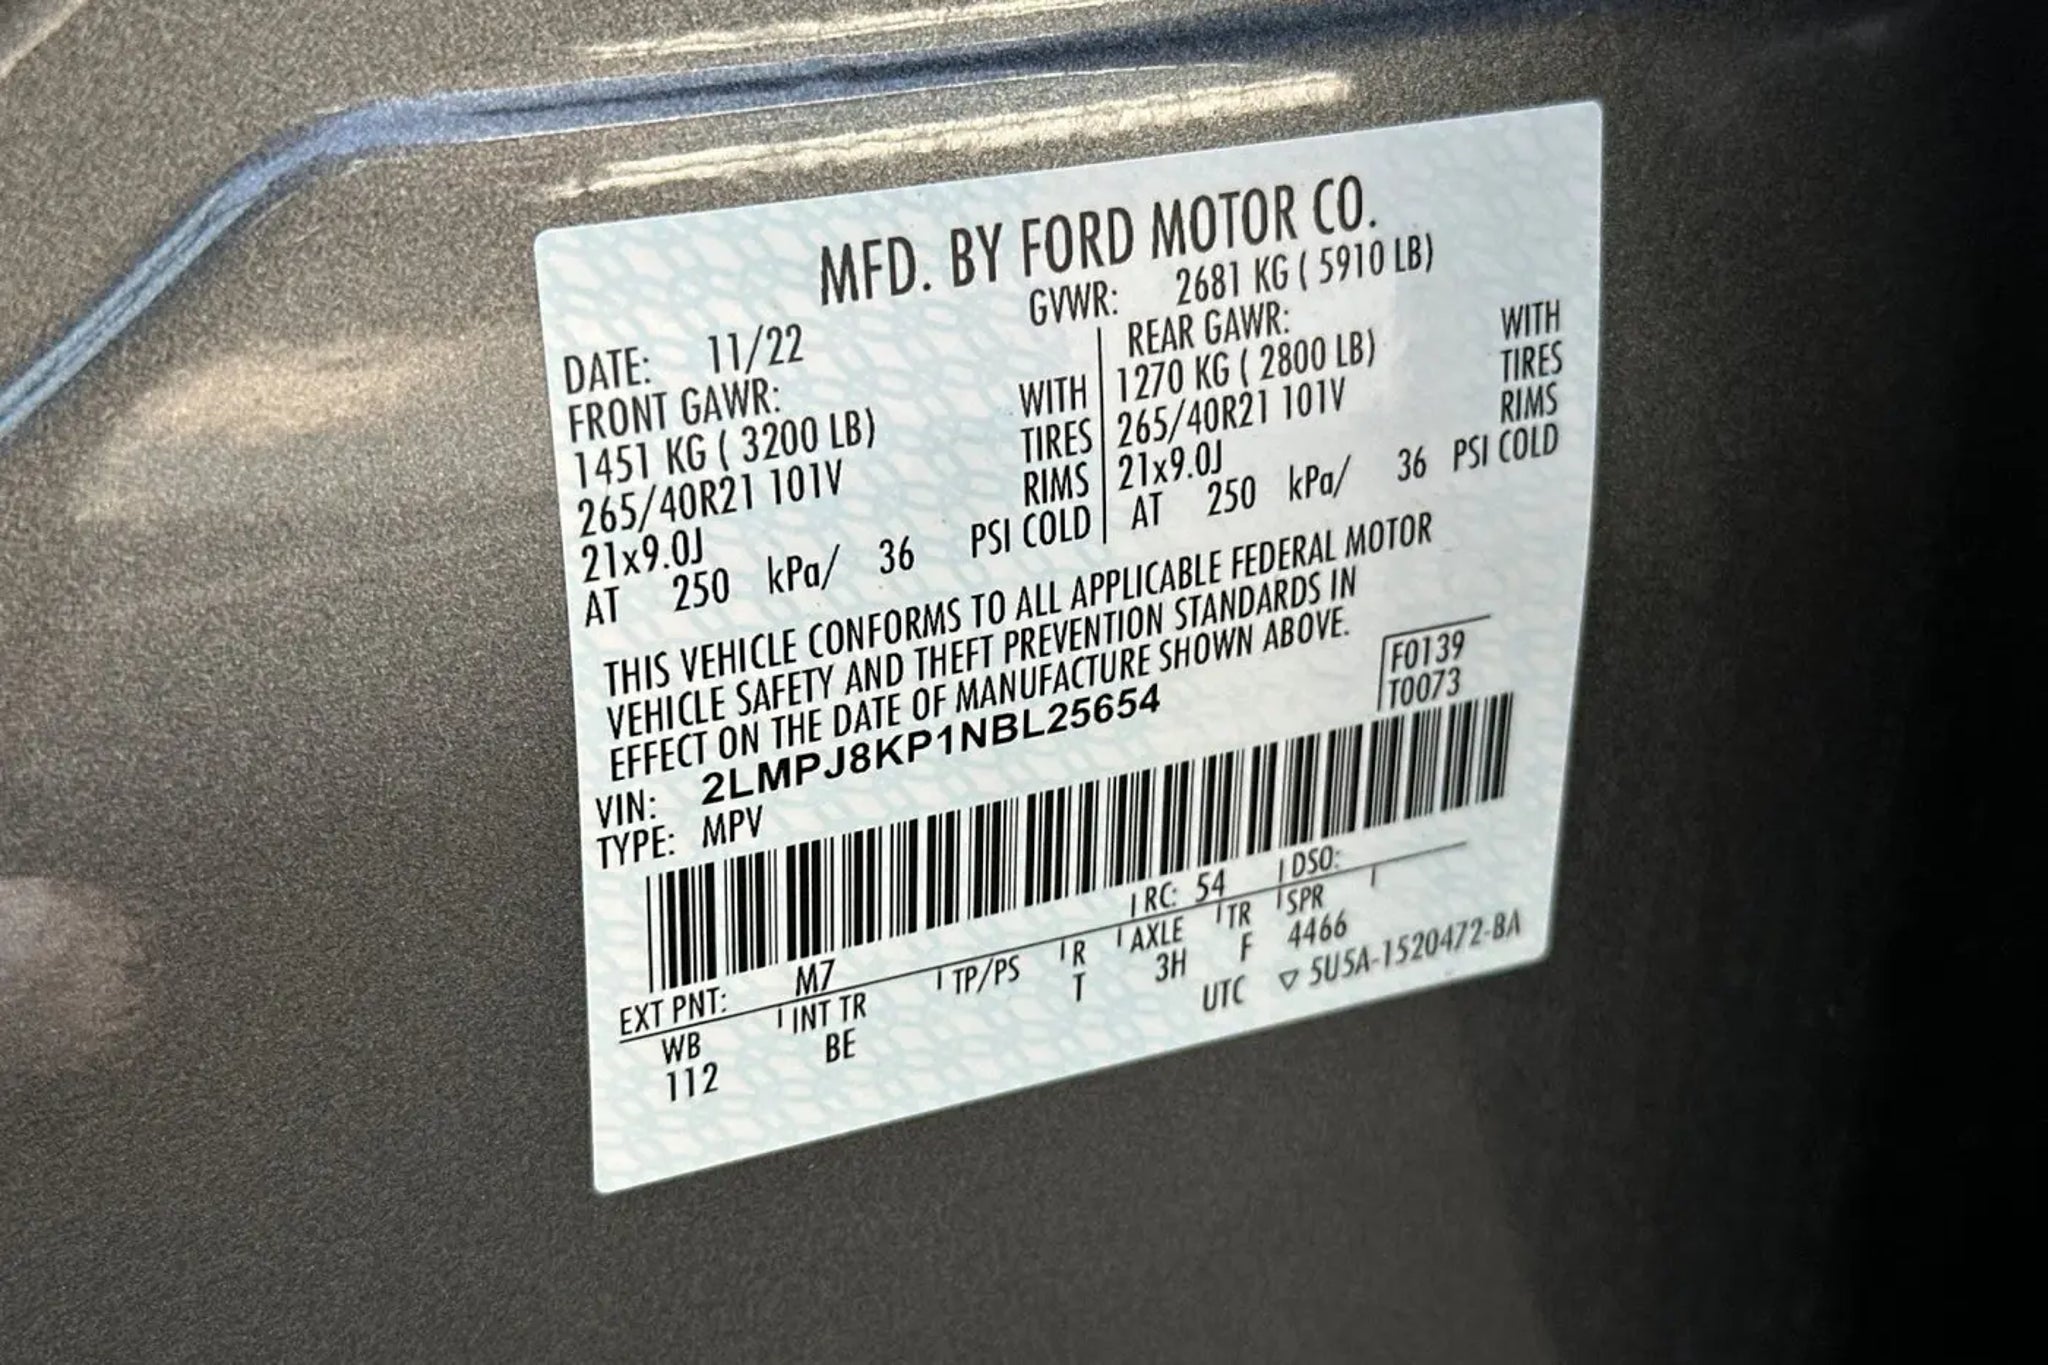 MFD. BY FORD MOTOR CO.
DATE: 11/22 GVWR: 2681 KG ( 5910 LB)
FRONT GAWR:
1451 KG ( 3200 LB) WITH
265/40R21 101V TIRES
21x9.0J RIMS
AT 250 kPa/ 36 PSI COLD
REAR GAWR:
1270 KG ( 2800 LB) WITH
265/40R21 101V TIRES
21x9.0J RIMS
AT 250 kPa/ 36 PSI COLD
THIS VEHICLE CONFORMS TO ALL APPLICABLE FEDERAL MOTOR
VEHICLE SAFETY AND THEFT PREVENTION STANDARDS IN
EFFECT ON THE DATE OF MANUFACTURE SHOWN ABOVE.
F0139
T0073
VIN: 2LMPJ8KP1NBL25654
TYPE: MPV
EXT PNT: M7 RC: 54 DSO:
WB INT TR TP/PS R AXLE TR SPR
112 BE T 3H F 4466
UTC ▽ 5U5A-1520472-BA